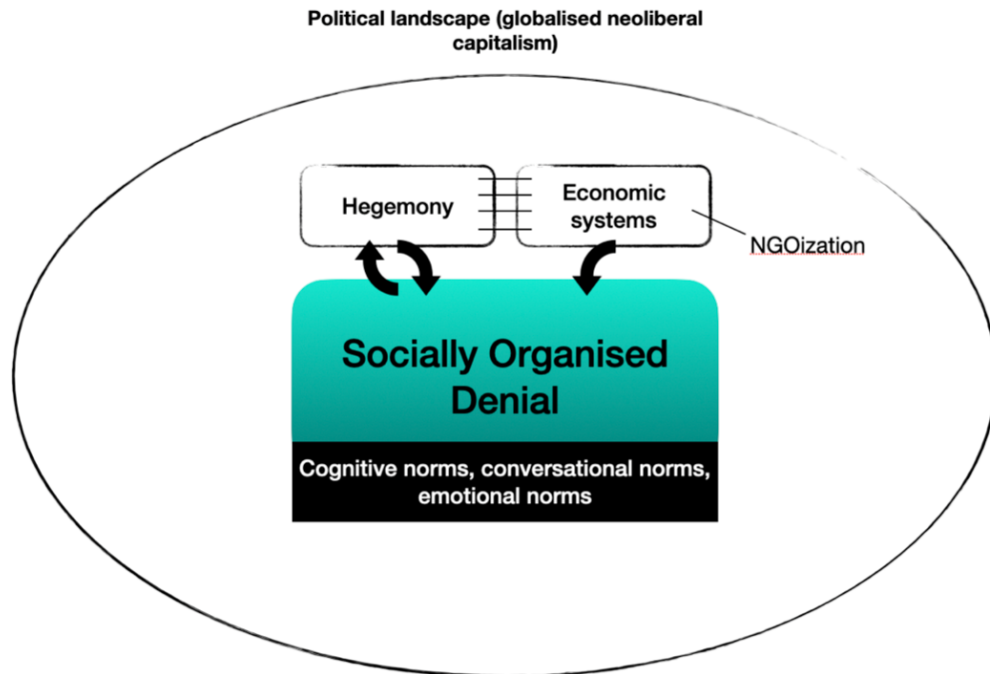 Political landscape (globalised neoliberal
capitalism)
Hegemony
Economic
systems
NGOization
Socially Organised
Denial
Cognitive norms, conversational norms,
emotional norms